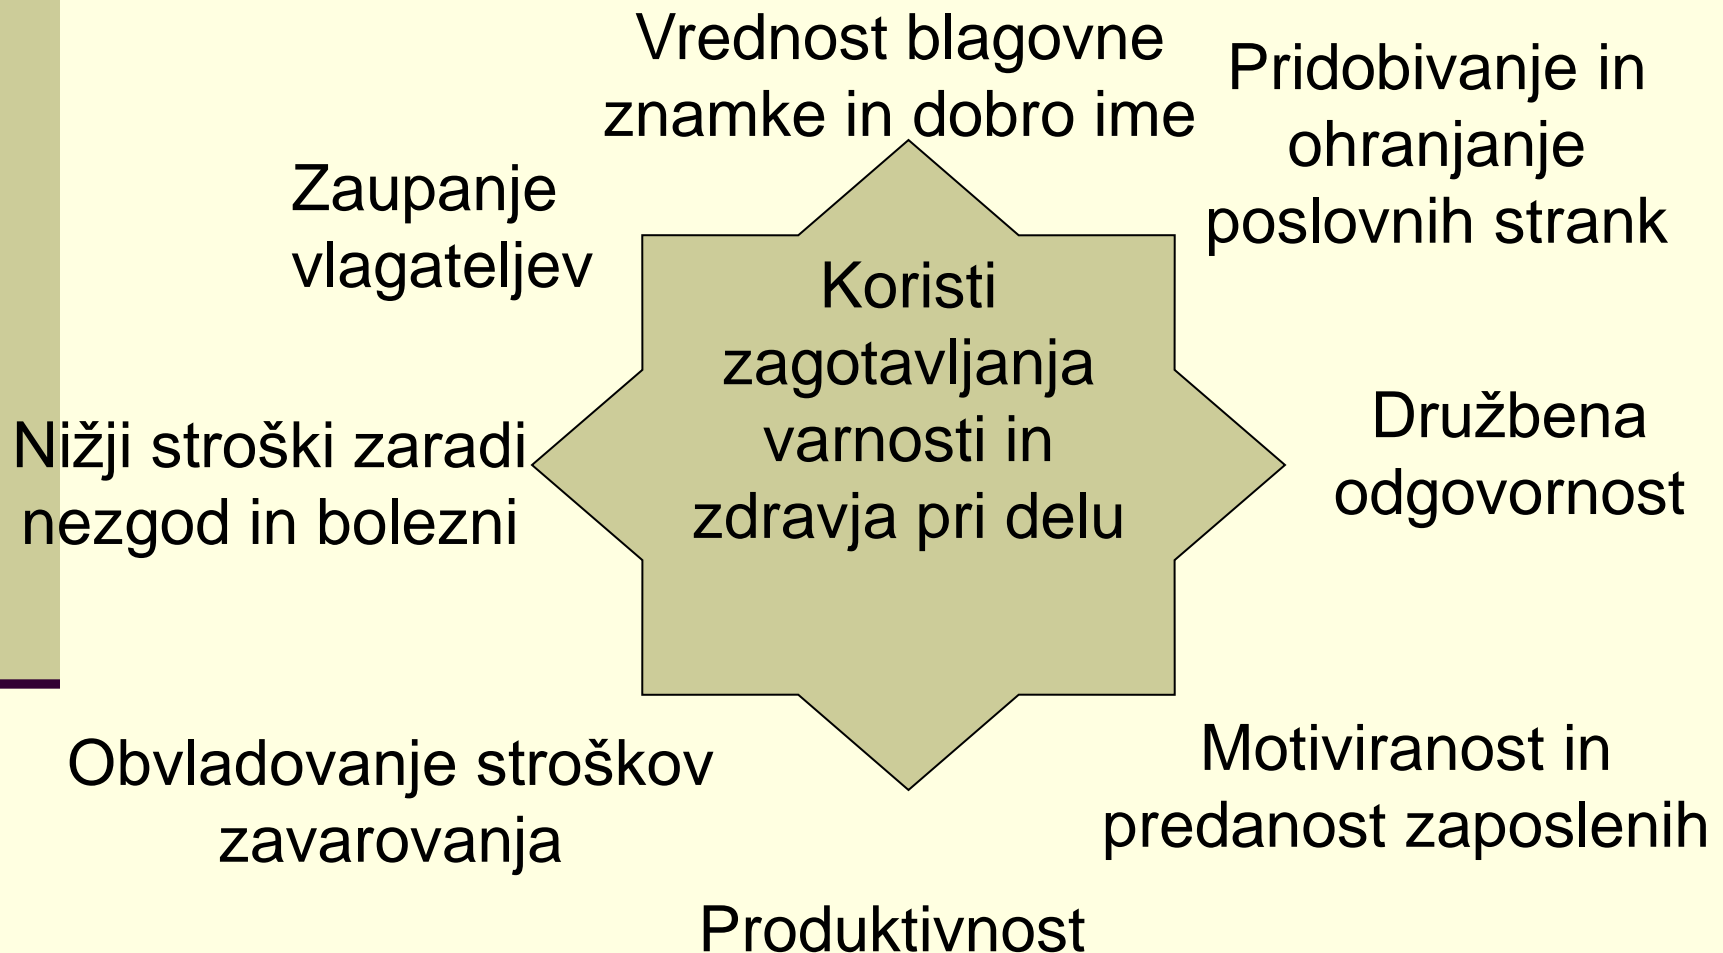 Vrednost blagovne
znamke in dobro ime
Pridobivanje in
ohranjanje
poslovnih strank
Zaupanje
vlagateljev
Koristi
zagotavljanja
varnosti in
zdravja pri delu
Družbena
odgovornost
Nižji stroški zaradi
nezgod in bolezni
Motiviranost in
predanost zaposlenih
Obvladovanje stroškov
zavarovanja
Produktivnost